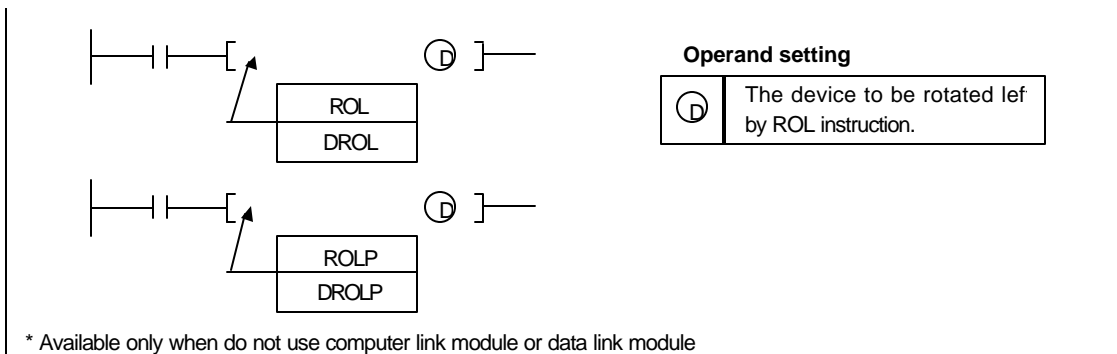 D
ROL
DROL
Operand setting
D
The device to be rotated lef
by ROL instruction.
D
ROLP
DROLP
* Available only when do not use computer link module or data link module